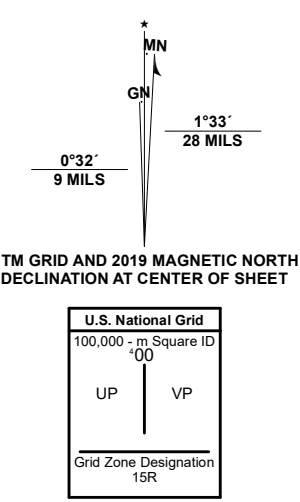 ★
MN
GN
1°33´
28 MILS
0°32´
9 MILS
TM GRID AND 2019 MAGNETIC NORTH
DECLINATION AT CENTER OF SHEET
U.S. National Grid
100,000 - m Square ID
⁴00
UP VP
Grid Zone Designation
15R